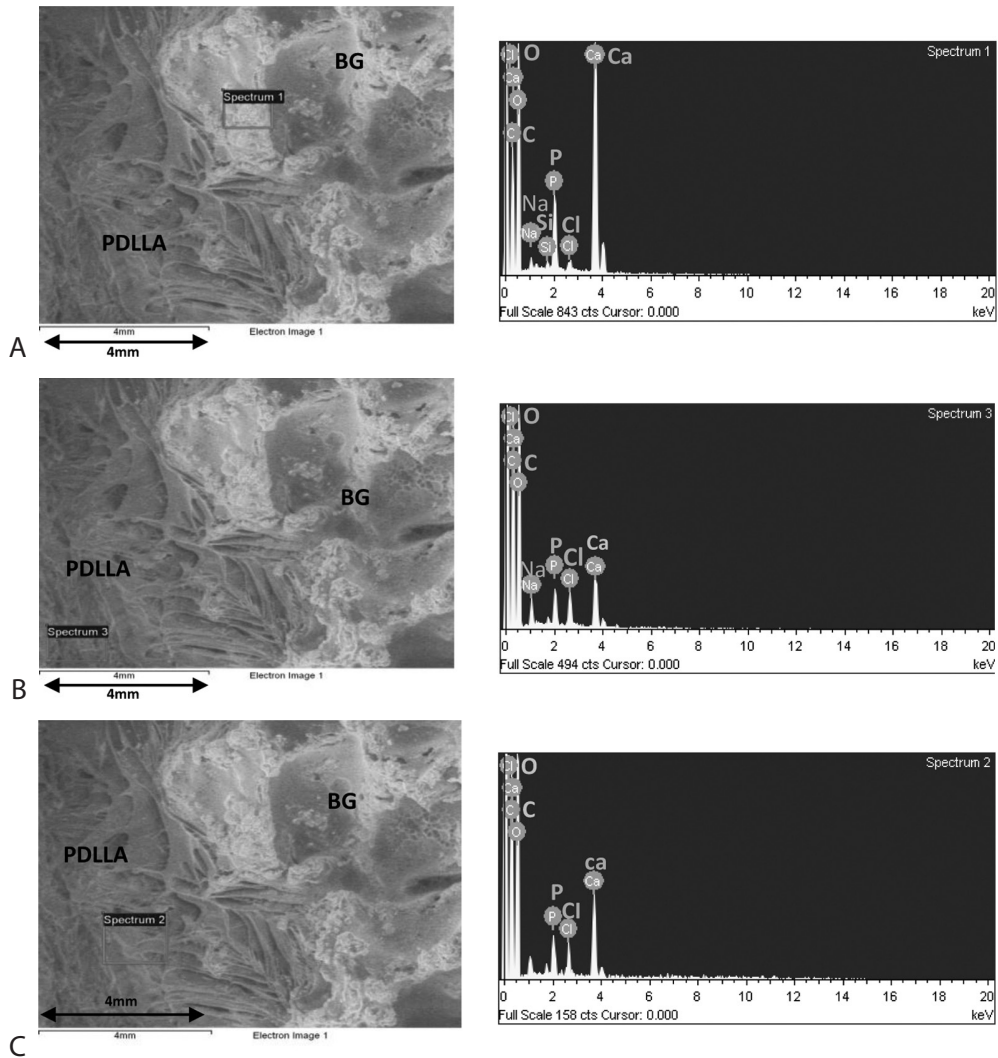 BG
Spectrum 1
PDLLA
4mm
Electron Image 1
4mm
A
Spectrum 1
Cl O
Ca
O
C C
Na
Na
Si
Si
P
P
Cl
Cl
Ca Ca
0 2 4 6 8 10 12 14 16 18 20
Full Scale 843 cts Cursor: 0.000 keV
BG
PDLLA
Spectrum 3
4mm
Electron Image 1
4mm
B
Spectrum 3
Cl O
Ca
C C
O
Na
Na
P
P
Cl
Cl
Ca
Ca
0 2 4 6 8 10 12 14 16 18 20
Full Scale 494 cts Cursor: 0.000 keV
BG
PDLLA
Spectrum 2
4mm
4mm
Electron Image 1
C
Spectrum 2
Cl O
Ca
C C
O
P
P
Cl
Cl
ca
Ca
0 2 4 6 8 10 12 14 16 18 20
Full Scale 158 cts Cursor: 0.000 keV